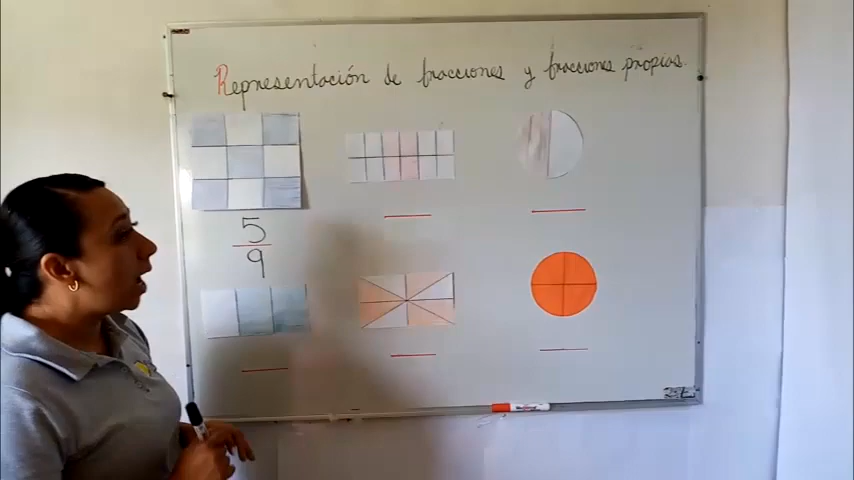 Representación de fracciones y fracciones propias.
5
9